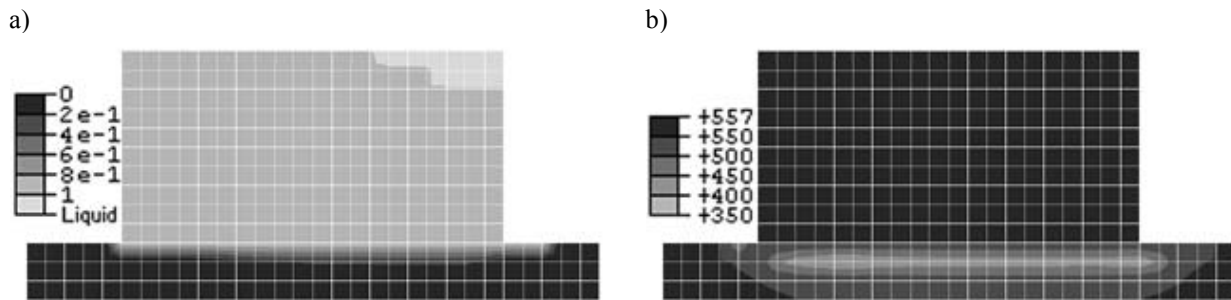 a)
b)
0
2e-1
4e-1
6e-1
8e-1
1
Liquid
+557
+550
+500
+450
+400
+350